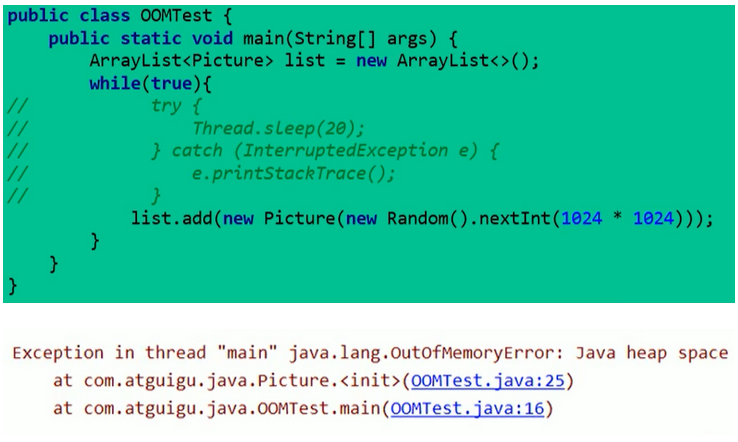 public class OOMTest {
    public static void main(String[] args) {
        ArrayList<Picture> list = new ArrayList<>();
        while(true){
//            try {
//                Thread.sleep(20);
//            } catch (InterruptedException e) {
//                e.printStackTrace();
//            }
            list.add(new Picture(new Random().nextInt(1024 * 1024)));
        }
    }
}
Exception in thread "main" java.lang.OutOfMemoryError: Java heap space
    at com.atguigu.java.Picture.<init>(OOMTest.java:25)
    at com.atguigu.java.OOMTest.main(OOMTest.java:16)